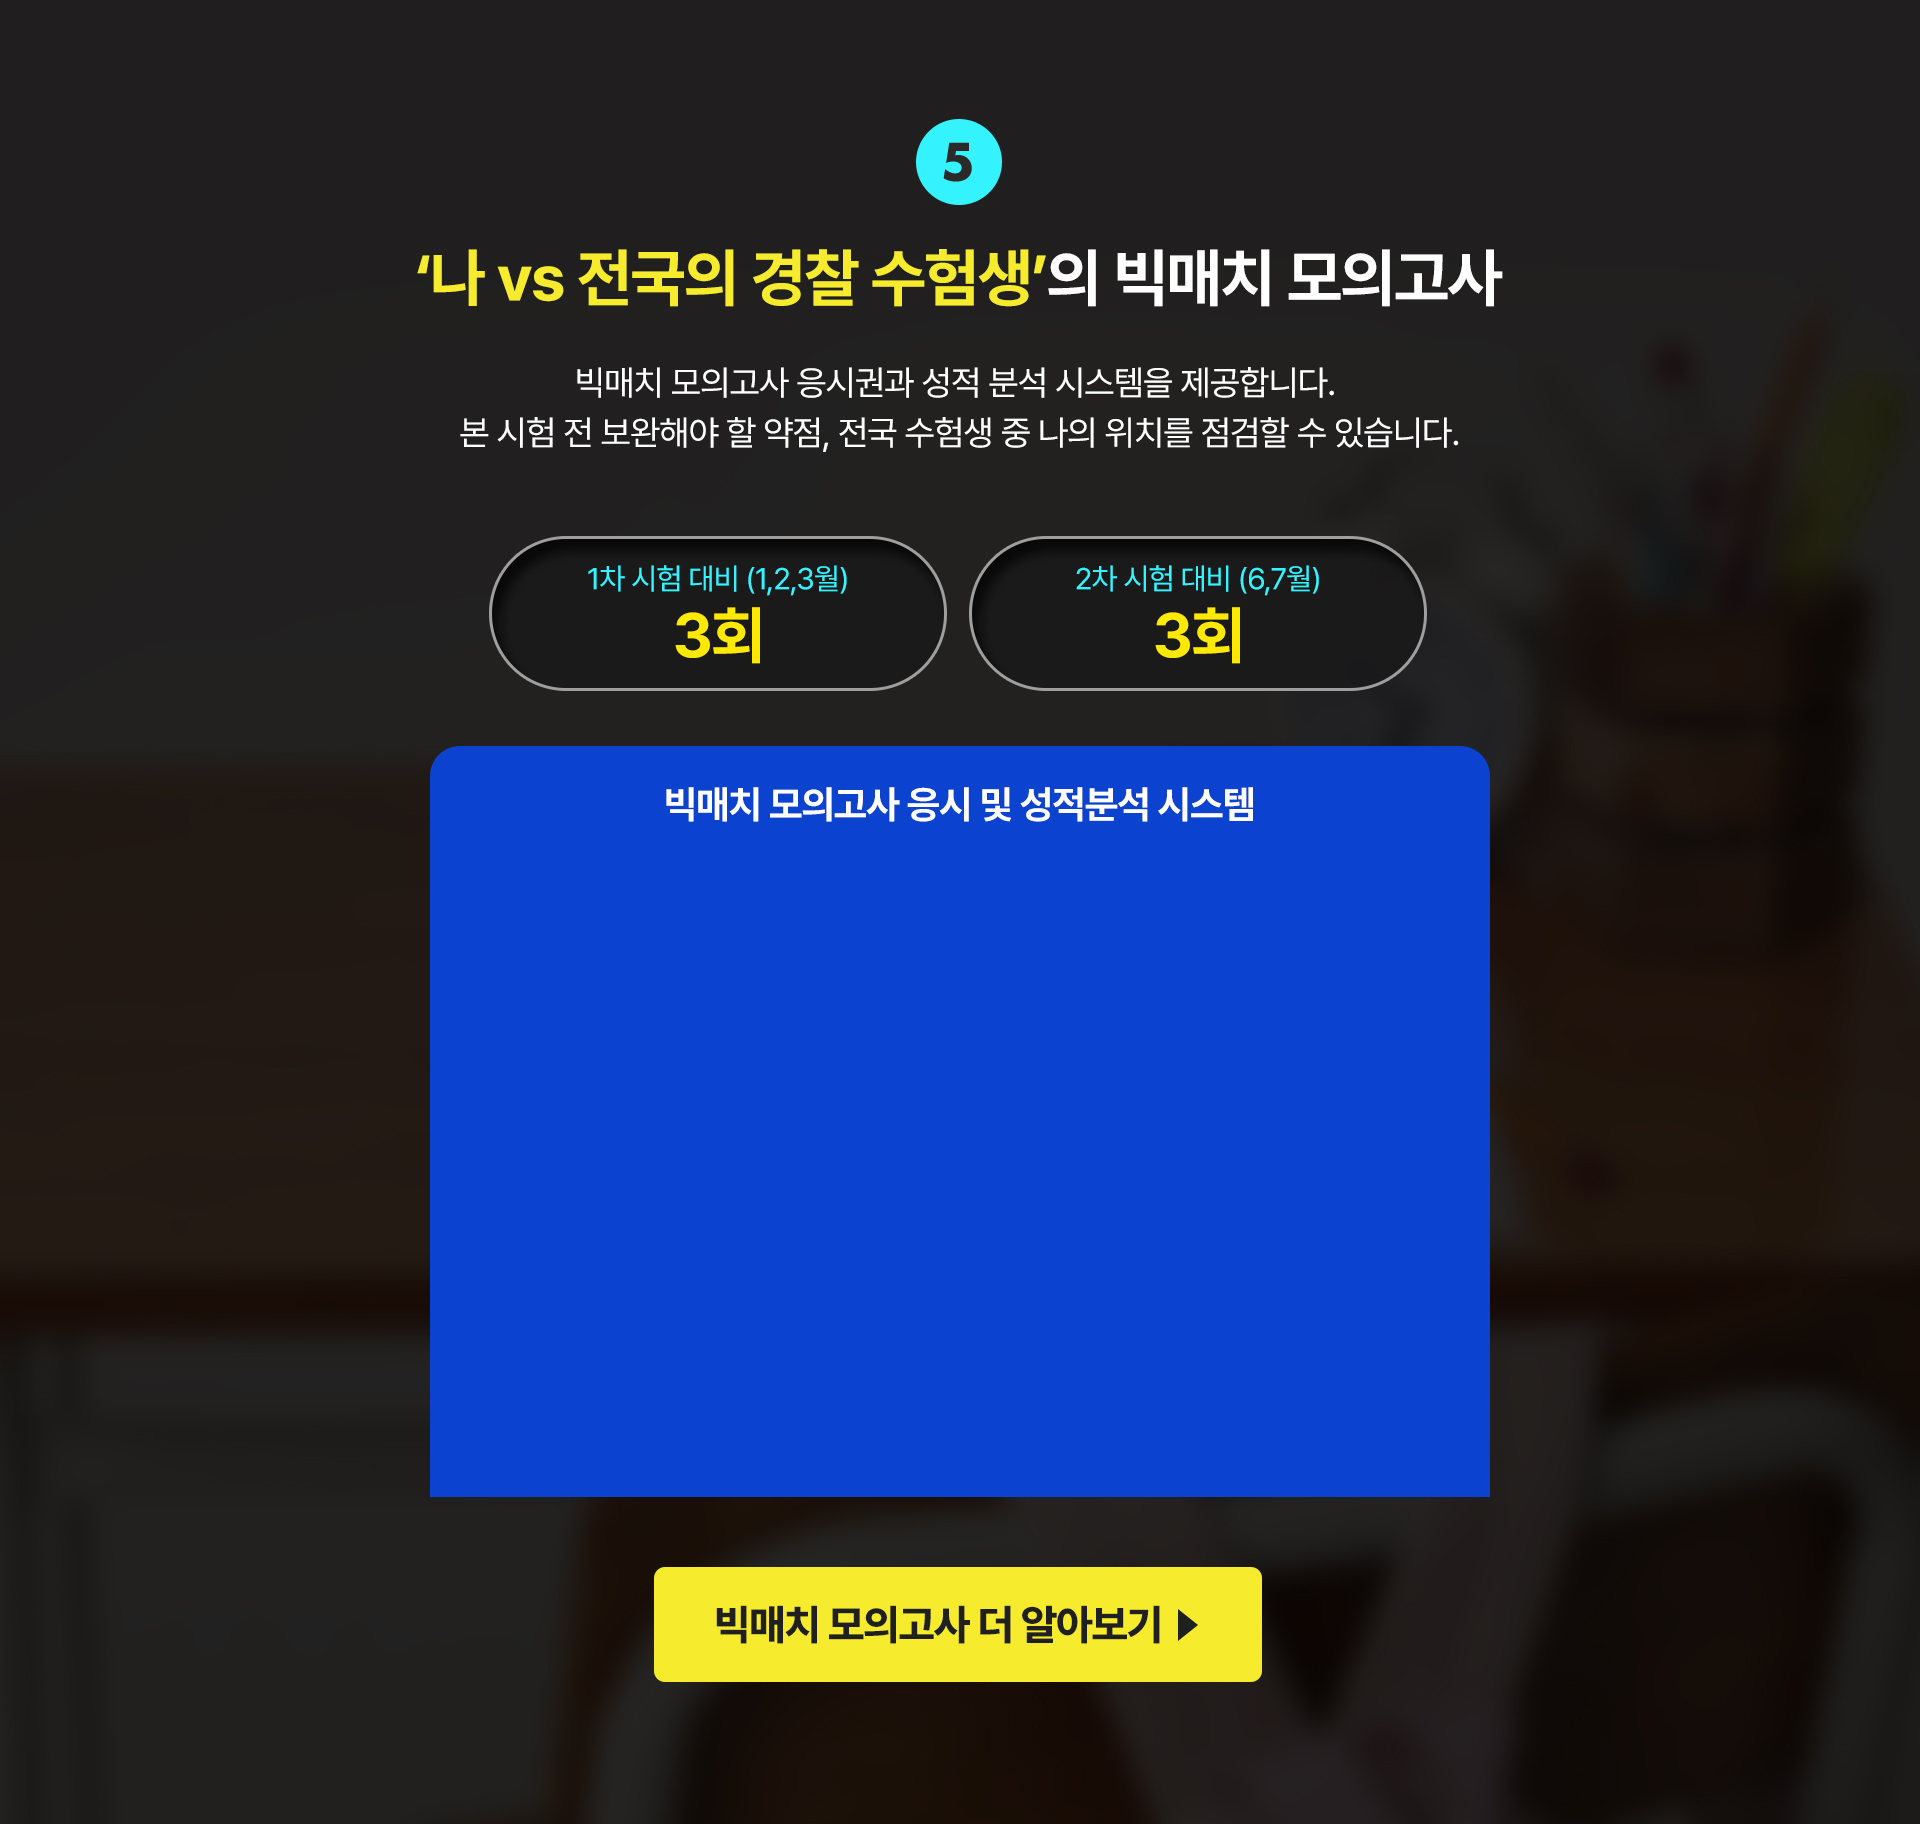 5
‘나 vs 전국의 경찰 수험생’의 빅매치 모의고사
빅매치 모의고사 응시권과 성적 분석 시스템을 제공합니다.
본 시험 전 보완해야 할 약점, 전국 수험생 중 나의 위치를 점검할 수 있습니다.
1차 시험 대비 (1,2,3월)
3회
2차 시험 대비 (6,7월)
3회
빅매치 모의고사 응시 및 성적분석 시스템
빅매치 모의고사 더 알아보기 ▶